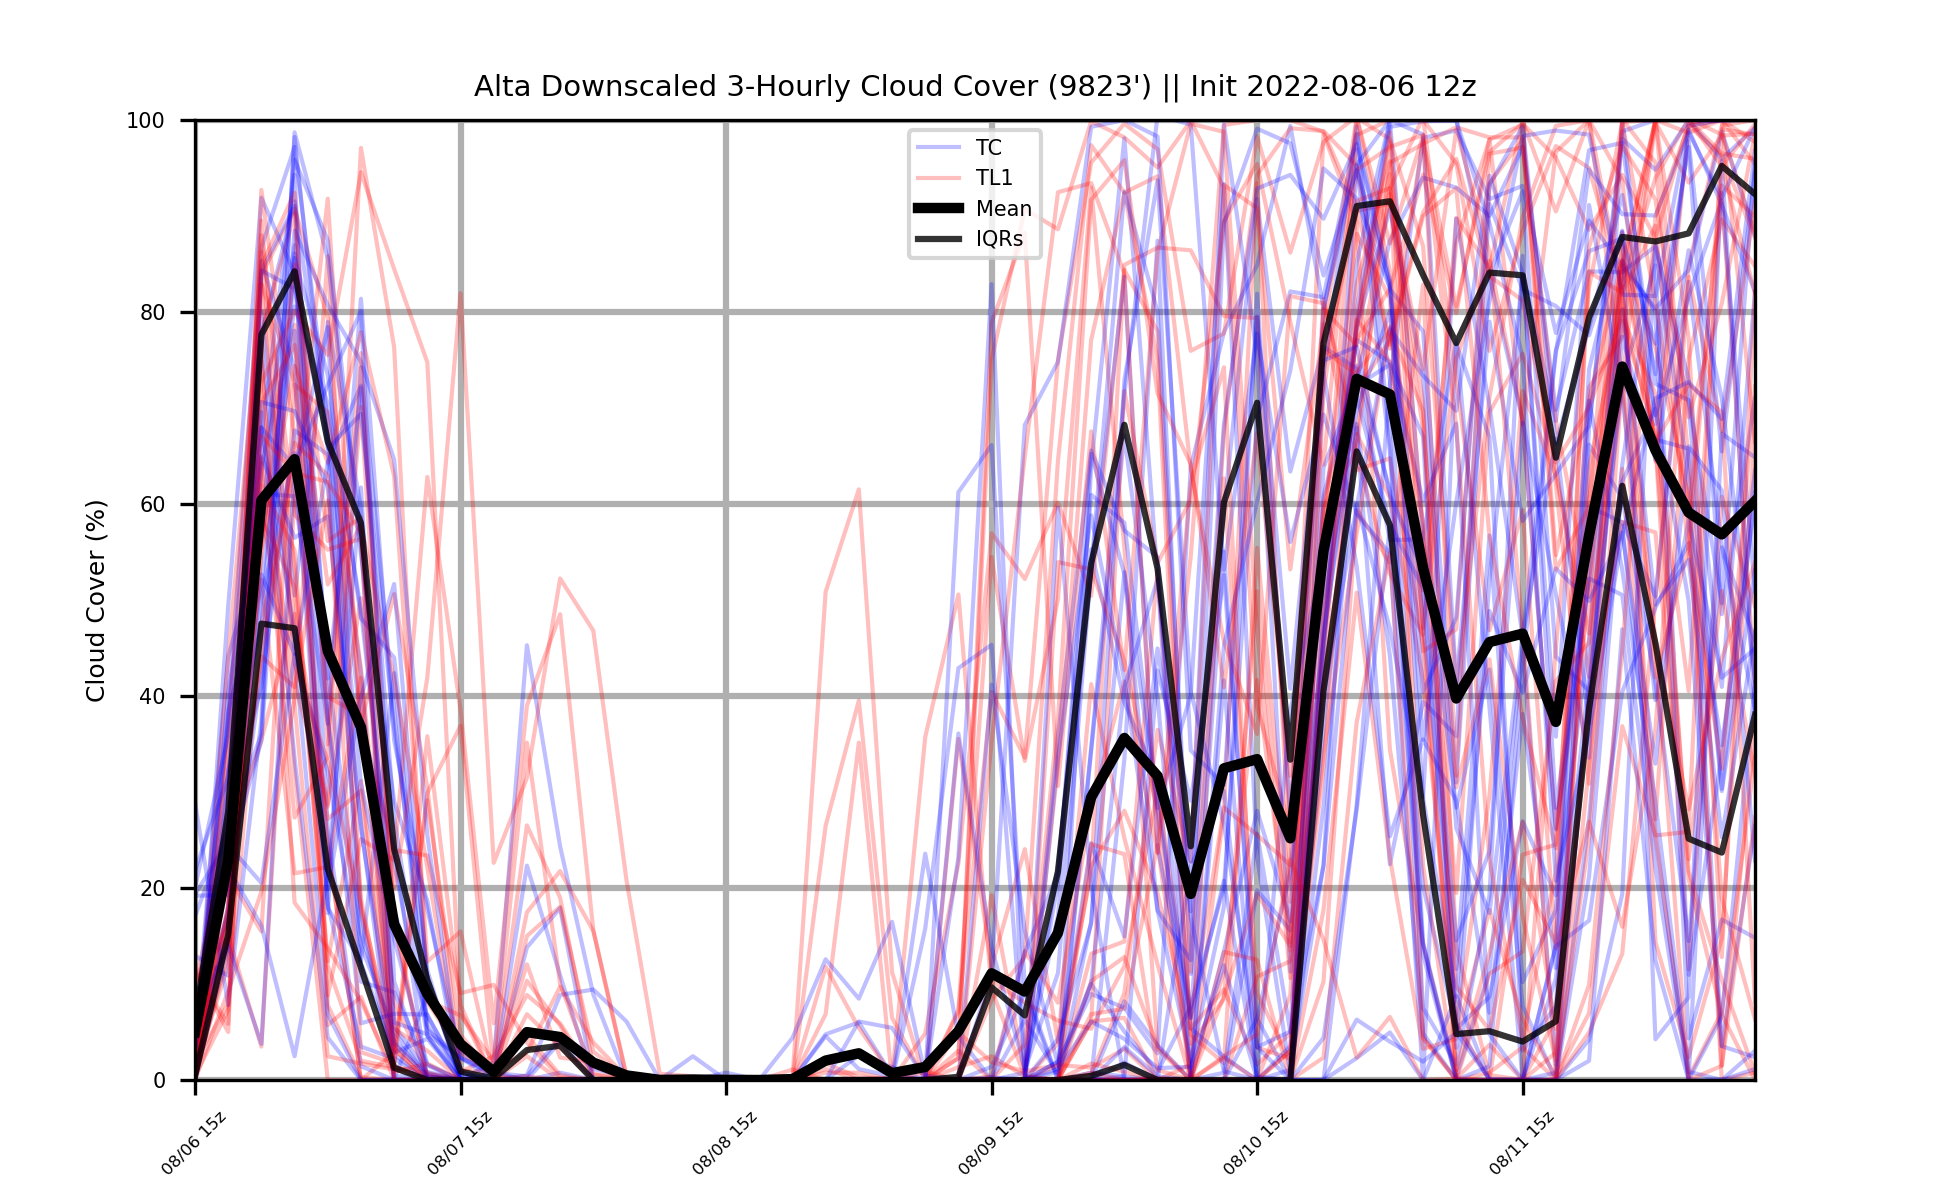 Alta Downscaled 3-Hourly Cloud Cover (9823') || Init 2022-08-06 12z
TC
TL1
Mean
IQRs
Cloud Cover (%)
100
80
60
40
20
0
08/06 15z
08/07 15z
08/08 15z
08/09 15z
08/10 15z
08/11 15z